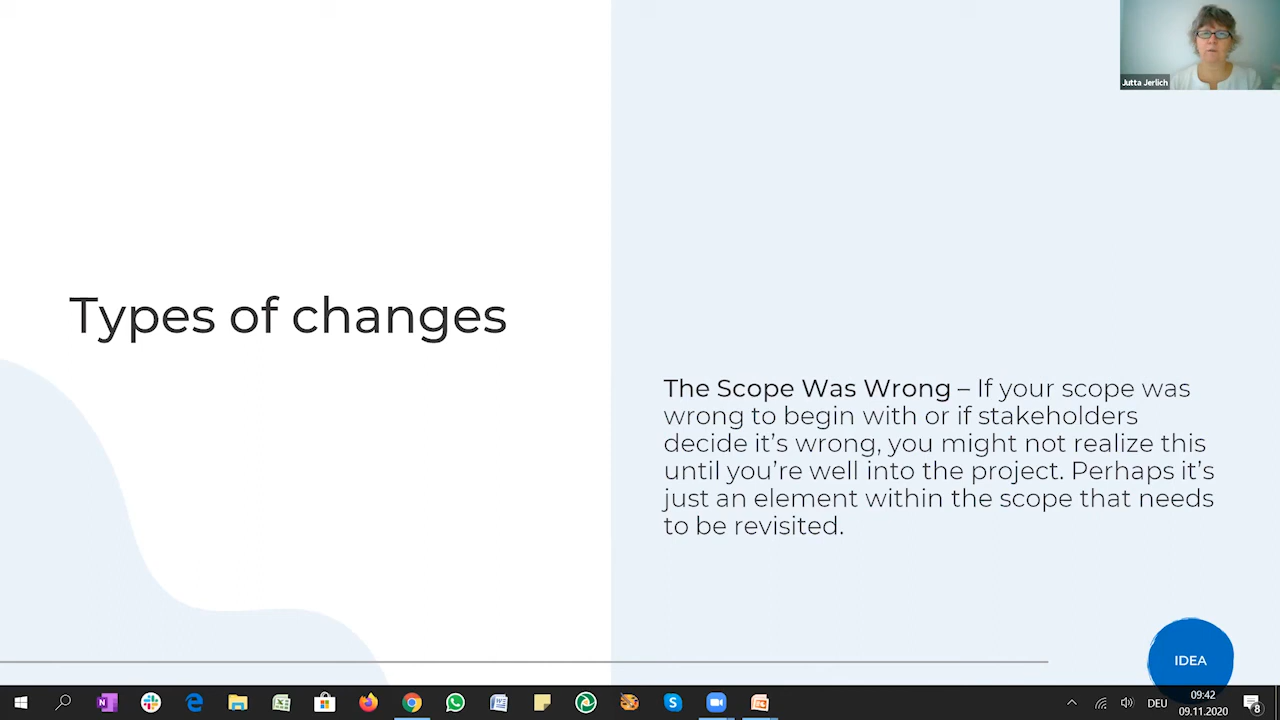 Jutta Jerlich
Types of changes
The Scope Was Wrong – If your scope was
wrong to begin with or if stakeholders
decide it’s wrong, you might not realize this
until you’re well into the project. Perhaps it’s
just an element within the scope that needs
to be revisited.
IDEA
DEU
09:42
09.11.2020
8